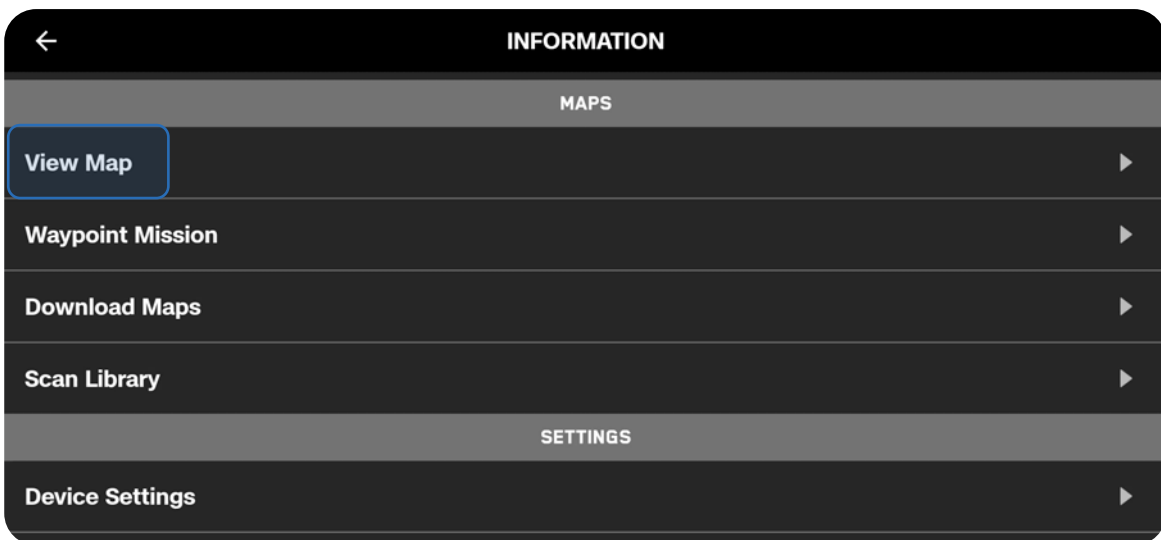 INFORMATION
MAPS
View Map
Waypoint Mission
Download Maps
Scan Library
SETTINGS
Device Settings